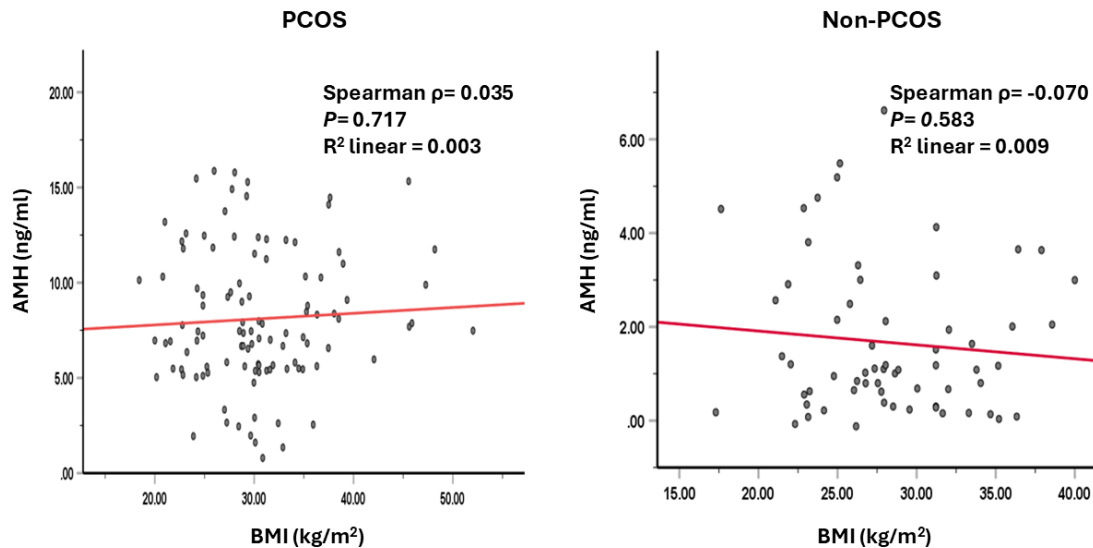 PCOS
Spearman ρ= 0.035
P= 0.717
R² linear = 0.003
AMH (ng/ml)
20.00
15.00
10.00
5.00
.00
20.00 30.00 40.00 50.00
BMI (kg/m²)
Non-PCOS
Spearman ρ= -0.070
P= 0.583
R² linear = 0.009
AMH (ng/ml)
6.00
4.00
2.00
.00
15.00 20.00 25.00 30.00 35.00 40.00
BMI (kg/m²)